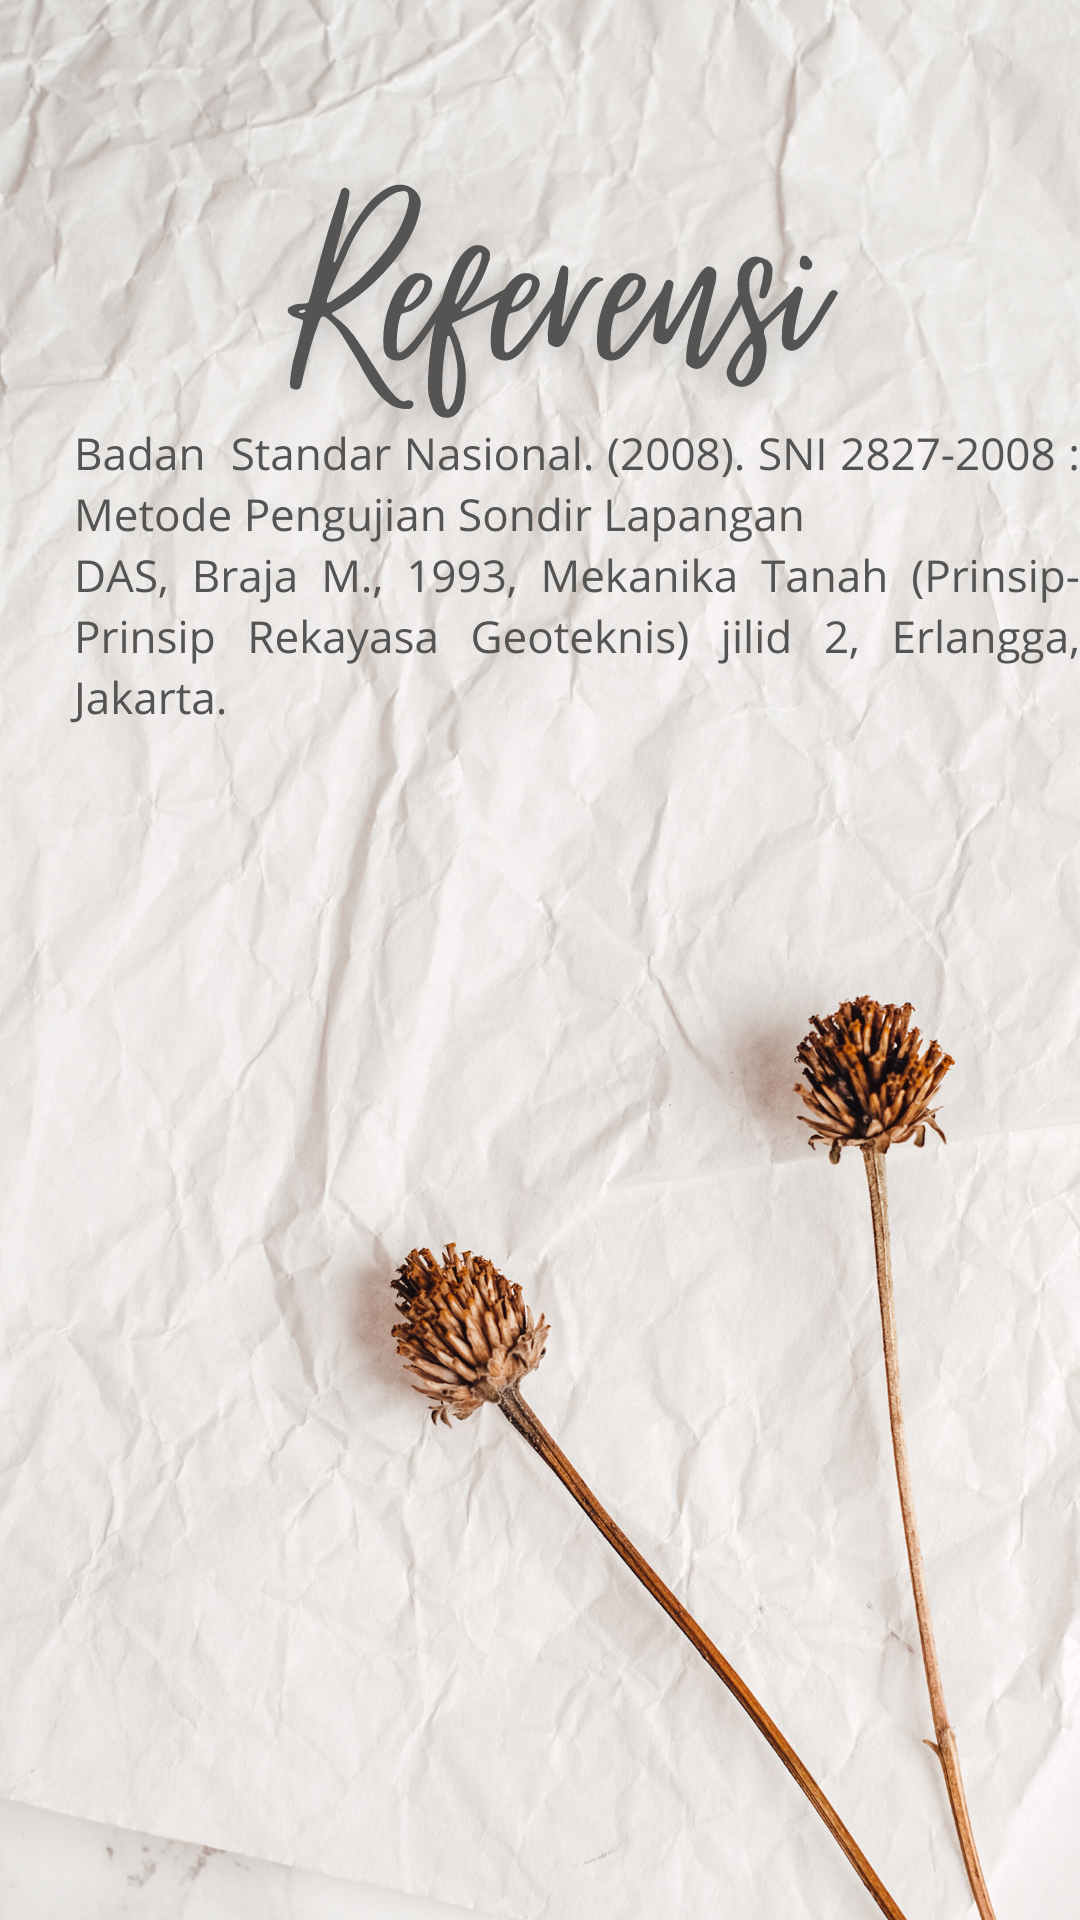 Referensi
Badan Standar Nasional. (2008). SNI 2827-2008 :
Metode Pengujian Sondir Lapangan
DAS, Braja M., 1993, Mekanika Tanah (Prinsip-
Prinsip Rekayasa Geoteknis) jilid 2, Erlangga,
Jakarta.